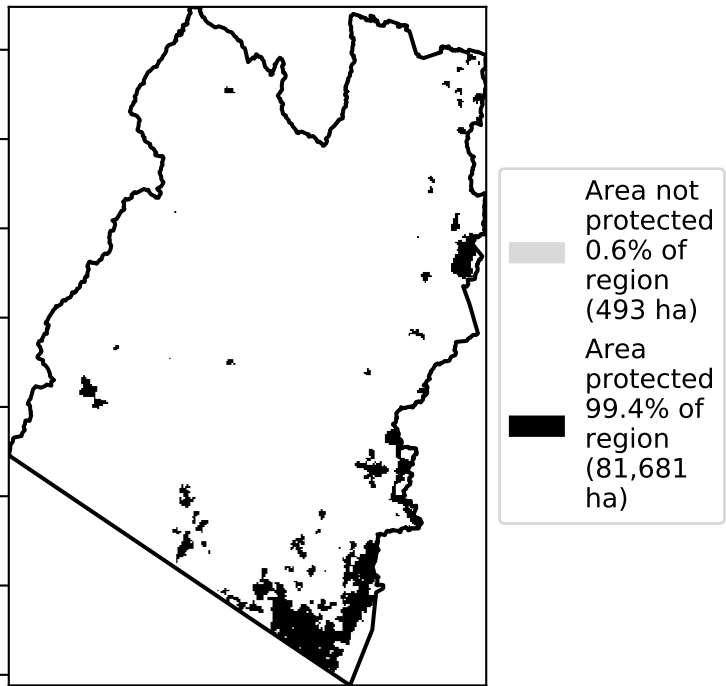 Area not
protected
0.6% of
region
(493 ha)
Area
protected
99.4% of
region
(81,681
ha)